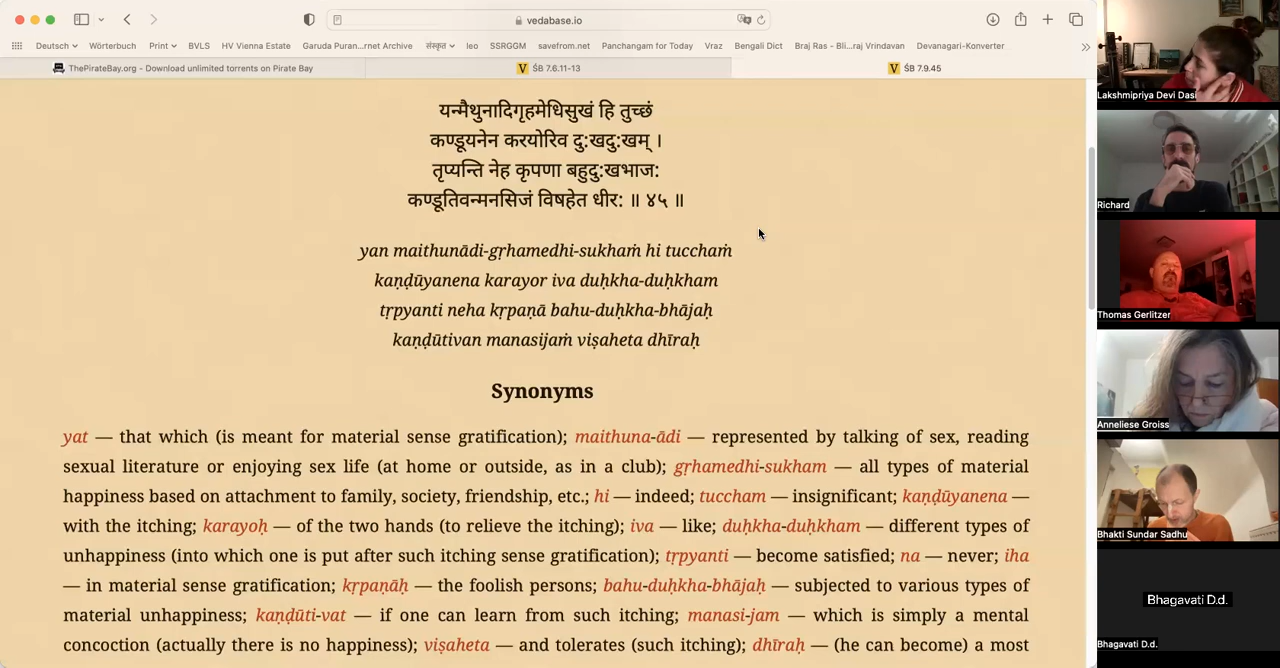 vedabase.io
Deutsch Wörterbuch Print BVLS HV Vienna Estate Garuda Puran...rnet Archive संस्कृत leo SSRGGM savefrom.net Panchangam for Today Vraz Bengali Dict Braj Ras - Bli...raj Vrindavan Devanagari-Konverter
ThePirateBay.org - Download unlimited torrents on Pirate Bay V ŚB 7.6.11-13 V ŚB 7.9.45
यन्मैथुनादिगृहमेधिसुखं हि तुच्छं
कण्डूयनेन करयोरिव दु:खदु:खम् ।
तृप्यन्ति नेह कृपणा बहुदु:खभाज:
कण्डूतिवन्मनसिजं विषहेत धीर: ॥ ४५ ॥
yan maithunādi-gṛhamedhi-sukhaṁ hi tucchaṁ
kaṇḍūyanena karayor iva duḥkha-duḥkham
tṛpyanti neha kṛpaṇā bahu-duḥkha-bhājaḥ
kaṇḍūtivan manasijaṁ viṣaheta dhīraḥ
Synonyms
yat — that which (is meant for material sense gratification); maithuna-ādi — represented by talking of sex, reading
sexual literature or enjoying sex life (at home or outside, as in a club); gṛhamedhi-sukham — all types of material
happiness based on attachment to family, society, friendship, etc.; hi — indeed; tuccham — insignificant; kaṇḍūyanena —
with the itching; karayoḥ — of the two hands (to relieve the itching); iva — like; duḥkha-duḥkham — different types of
unhappiness (into which one is put after such itching sense gratification); tṛpyanti — become satisfied; na — never; iha
— in material sense gratification; kṛpaṇāḥ — the foolish persons; bahu-duḥkha-bhājaḥ — subjected to various types of
material unhappiness; kaṇḍūti-vat — if one can learn from such itching; manasi-jam — which is simply a mental
concoction (actually there is no happiness); viṣaheta — and tolerates (such itching); dhīraḥ — (he can become) a most
Lakshmipriya Devi Dasi
Richard
Thomas Gerlitzer
Anneliese Groiss
Bhakti Sundar Sadhu
Bhagavati D.d.
Bhagavati D.d.